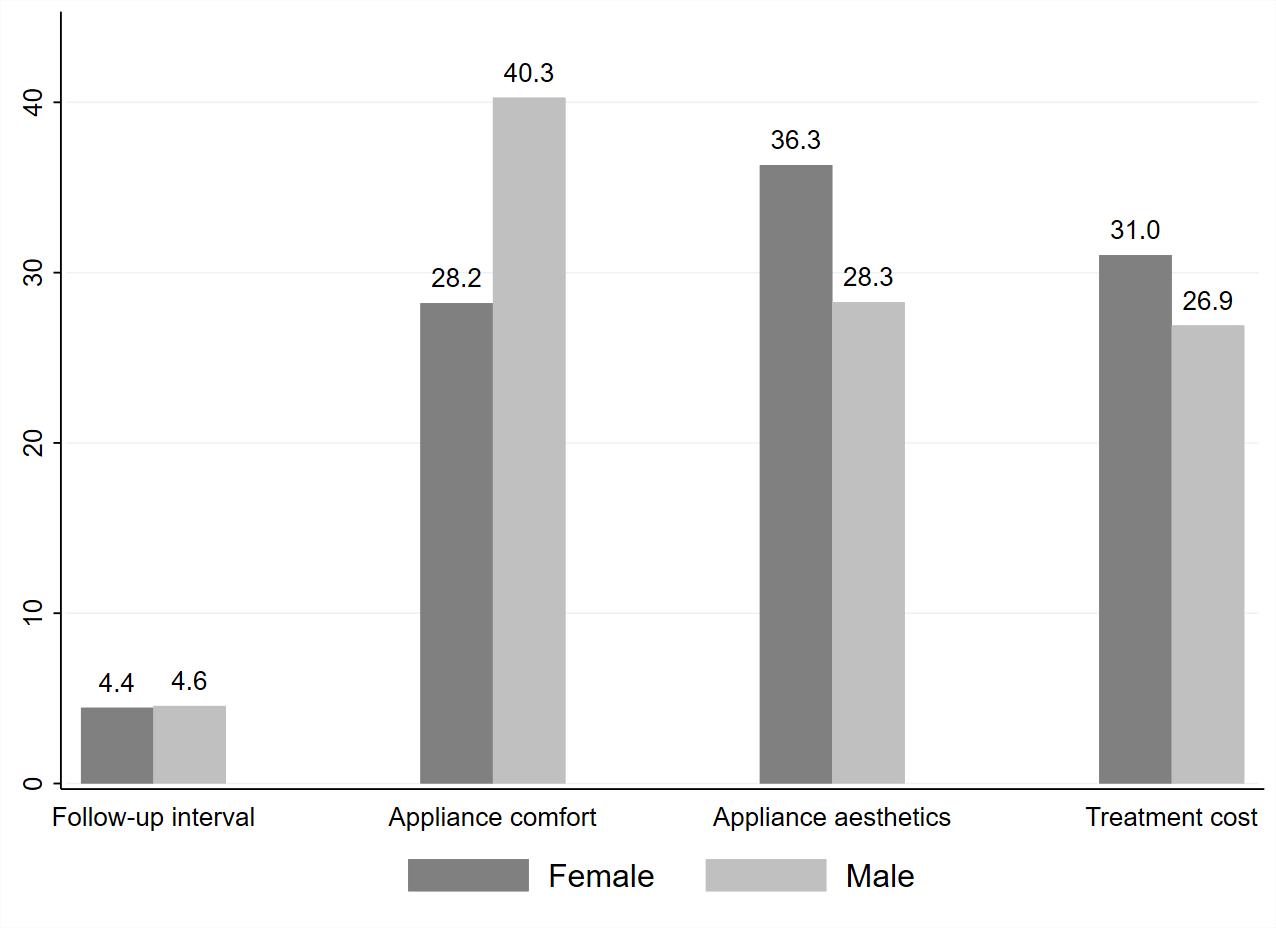 40
30
20
10
0
4.4
4.6
28.2
40.3
36.3
28.3
31.0
26.9
Follow-up interval
Appliance comfort
Appliance aesthetics
Treatment cost
Female
Male